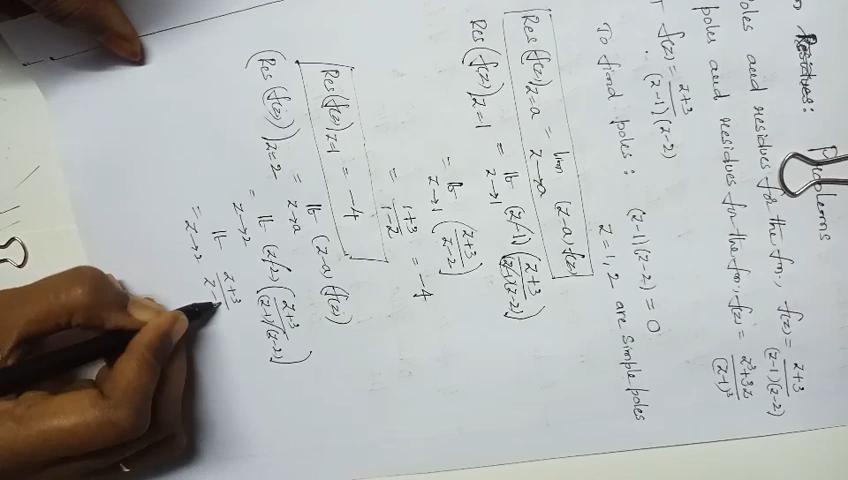 Residues: Problems
poles and residues for the fn, f(z) = z+3 / (z-1)(z-2)
poles and residues for the fn, f(z) = z³+3z / (z-1)³
f(z) = z+3 / (z-1)(z-2)
To find poles : (z-1)(z-2) = 0
z = 1, 2 are simple poles
Res(f(z))z=a = lim z→a (z-a) f(z)
Res(f(z))z=1 = lt z→1 (z-1) (z+3 / (z-1)(z-2))
= lt z→1 (z+3 / z-2)
= 1+3 / 1-2 = -4
Res(f(z))z=1 = -4
(Res(f(z)))z=2 = lt z→a (z-a) f(z)
= lt z→2 (z-2) (z+3 / (z-1)(z-2))
= lt z→2 z+3 / z-